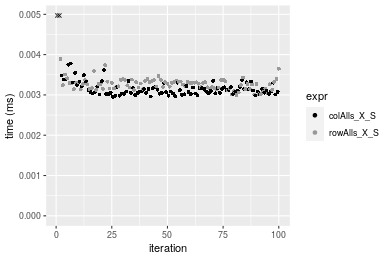 0.005
0.004
0.003
0.002
0.001
0.000
time (ms)
0
25
50
75
100
iteration
expr
colAlls_X_S
rowAlls_X_S